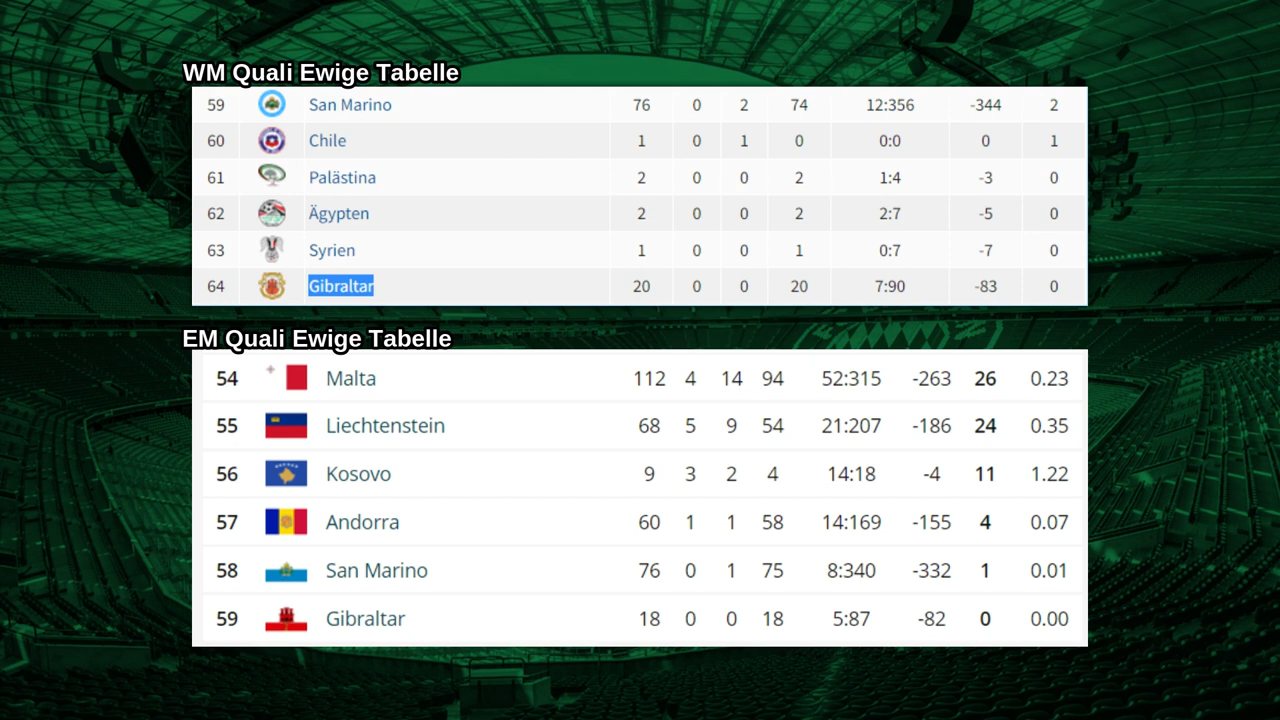 WM Quali Ewige Tabelle
59 San Marino 76 0 2 74 12:356 -344 2
60 Chile 1 0 1 0 0:0 0 1
61 Palästina 2 0 0 2 1:4 -3 0
62 Ägypten 2 0 0 2 2:7 -5 0
63 Syrien 1 0 0 1 0:7 -7 0
64 Gibraltar 20 0 0 20 7:90 -83 0
EM Quali Ewige Tabelle
54 Malta 112 4 14 94 52:315 -263 26 0.23
55 Liechtenstein 68 5 9 54 21:207 -186 24 0.35
56 Kosovo 9 3 2 4 14:18 -4 11 1.22
57 Andorra 60 1 1 58 14:169 -155 4 0.07
58 San Marino 76 0 1 75 8:340 -332 1 0.01
59 Gibraltar 18 0 0 18 5:87 -82 0 0.00